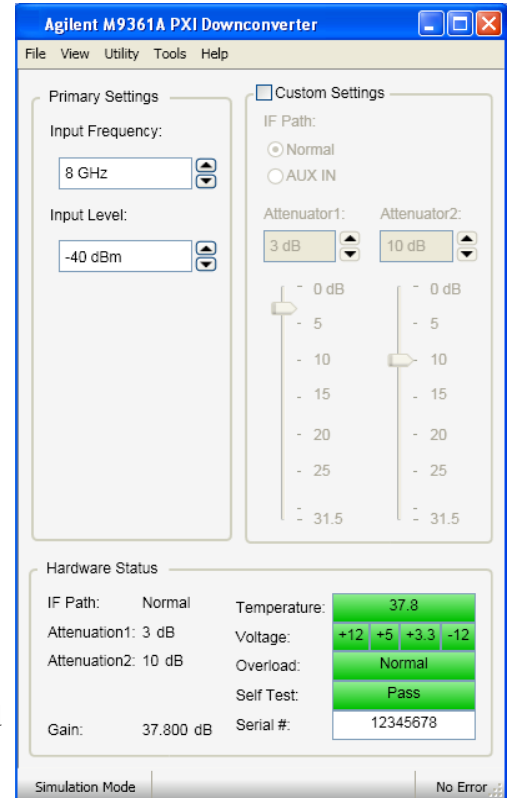 Agilent M9361A PXI Downconverter
File View Utility Tools Help
Primary Settings
Input Frequency:
8 GHz
Input Level:
-40 dBm
Custom Settings
IF Path:
Normal
AUX IN
Attenuator1: Attenuator2:
3 dB 10 dB
0 dB 0 dB
5 5
10 10
15 15
20 20
25 25
31.5 31.5
Hardware Status
IF Path: Normal
Attenuation1: 3 dB
Attenuation2: 10 dB
Gain: 37.800 dB
Temperature: 37.8
Voltage: +12 +5 +3.3 -12
Overload: Normal
Self Test: Pass
Serial #: 12345678
Simulation Mode No Error